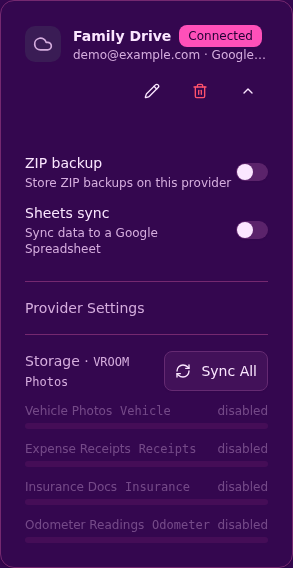 Family Drive Connected
demo@example.com · Google…
ZIP backup
Store ZIP backups on this provider
Sheets sync
Sync data to a Google
Spreadsheet
Provider Settings
Storage · VROOM
Photos
Sync All
Vehicle Photos Vehicle disabled
Expense Receipts Receipts disabled
Insurance Docs Insurance disabled
Odometer Readings Odometer disabled